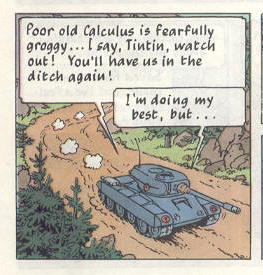 Poor old Calculus is fearfully
groggy... I say, Tintin, watch
out! You'll have us in the
ditch again!
I'm doing my
best, but...